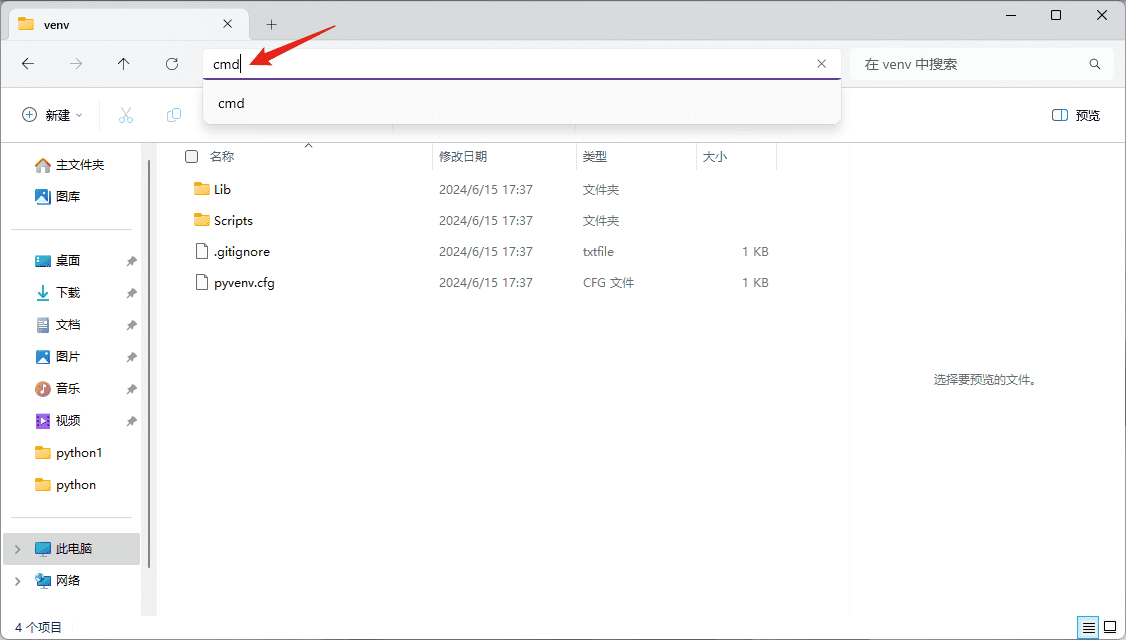 venv
cmd
在 venv 中搜索
cmd
新建
预览
名称 修改日期 类型 大小
主文件夹
图库
桌面
下载
文档
图片
音乐
视频
python1
python
此电脑
网络
Lib 2024/6/15 17:37 文件夹
Scripts 2024/6/15 17:37 文件夹
.gitignore 2024/6/15 17:37 txtfile 1 KB
pyvenv.cfg 2024/6/15 17:37 CFG 文件 1 KB
选择要预览的文件。
4 个项目